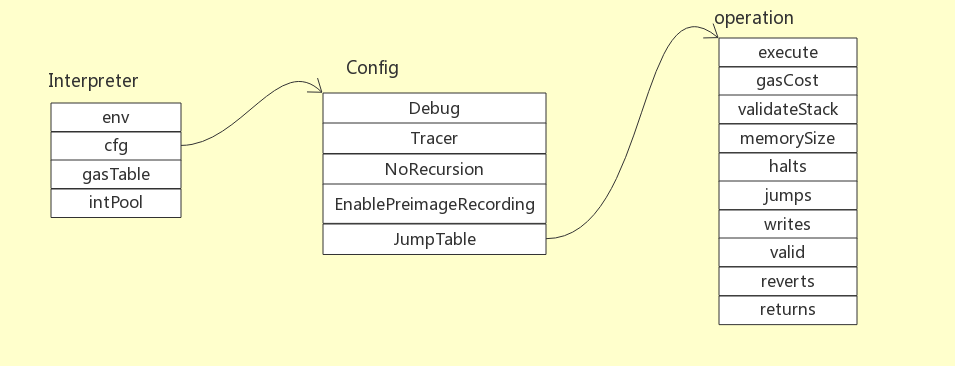 Interpreter
env
cfg
gasTable
intPool
Config
Debug
Tracer
NoRecursion
EnablePreimageRecording
JumpTable
operation
execute
gasCost
validateStack
memorySize
halts
jumps
writes
valid
reverts
returns